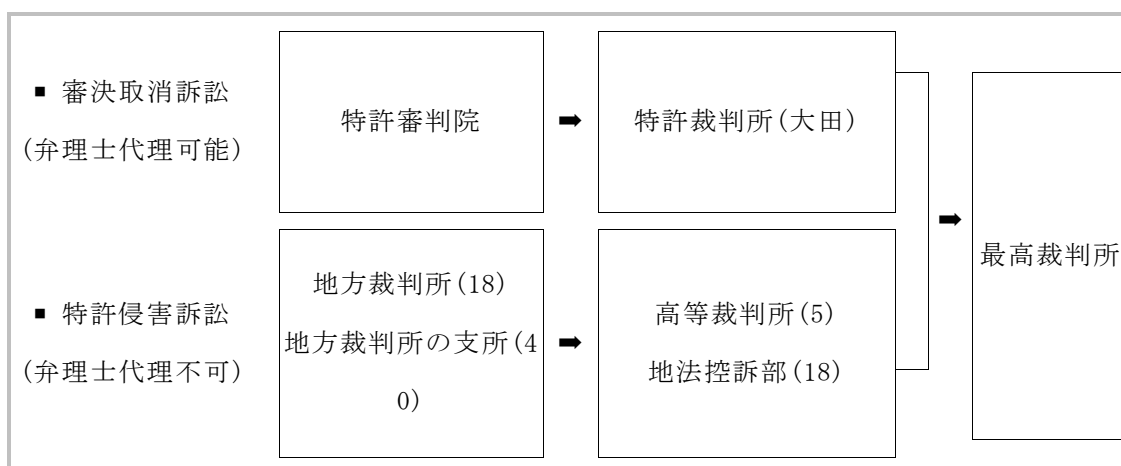 ■ 審決取消訴訟
(弁理士代理可能)
特許審判院
➡
特許裁判所(大田)
➡
最高裁判所
■ 特許侵害訴訟
(弁理士代理不可)
地方裁判所(18)
地方裁判所の支所(4
0)
➡
高等裁判所(5)
地法控訴部(18)